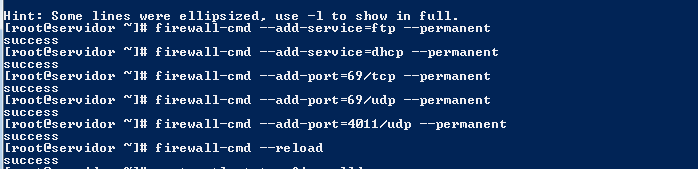 Hint: Some lines were ellipsized, use -l to show in full.
[root@servidor ~]# firewall-cmd --add-service=ftp --permanent
success
[root@servidor ~]# firewall-cmd --add-service=dhcp --permanent
success
[root@servidor ~]# firewall-cmd --add-port=69/tcp --permanent
success
[root@servidor ~]# firewall-cmd --add-port=69/udp --permanent
success
[root@servidor ~]# firewall-cmd --add-port=4011/udp --permanent
success
[root@servidor ~]# firewall-cmd --reload
success